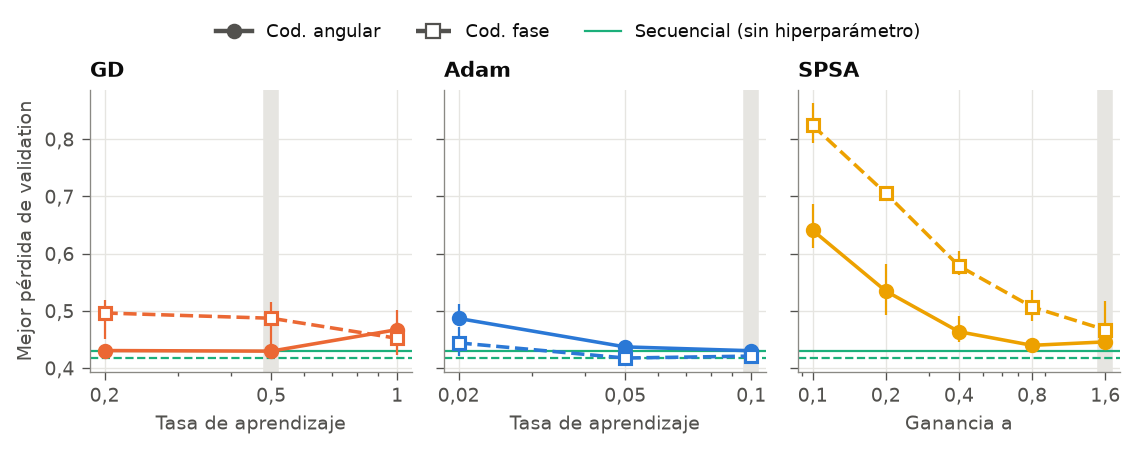 Cod. angular Cod. fase Secuencial (sin hiperparámetro)
GD Adam SPSA
Mejor pérdida de validation
0,8
0,7
0,6
0,5
0,4
0,2 0,5 1 0,02 0,05 0,1 0,1 0,2 0,4 0,8 1,6
Tasa de aprendizaje Tasa de aprendizaje Ganancia a